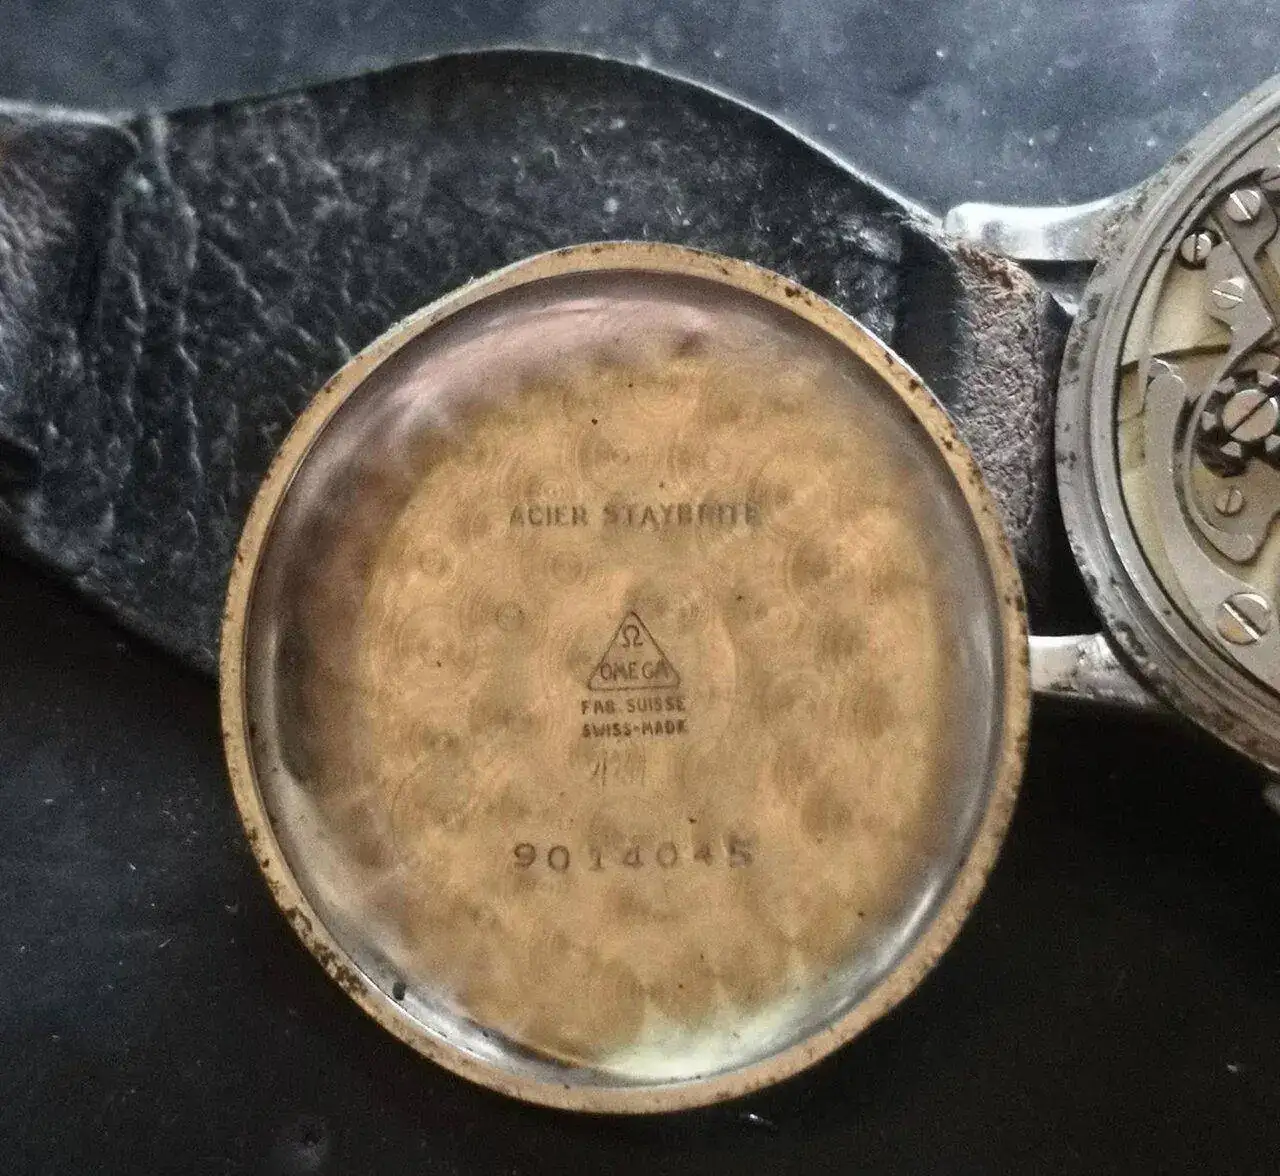 ACIER STAYBRITE
Ω
OMEGA
FAB. SUISSE
SWISS-MADE
9014045